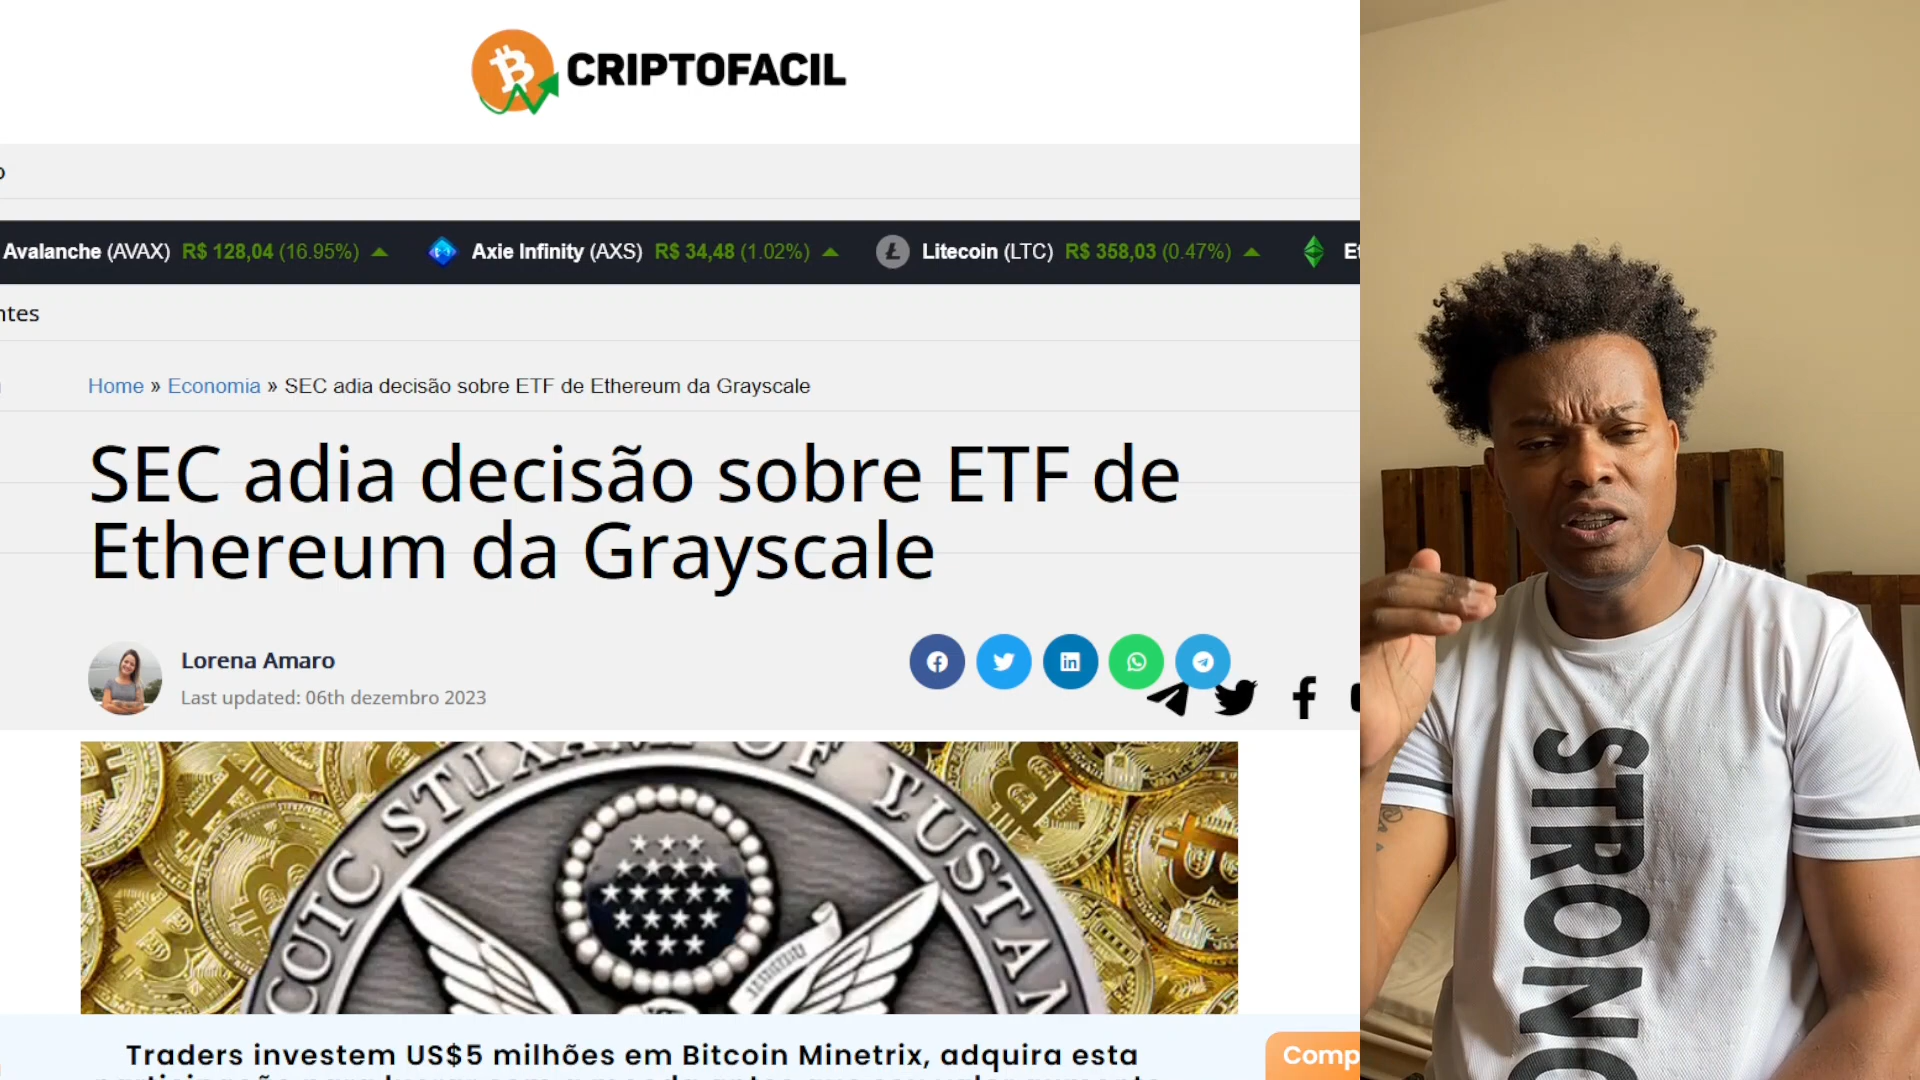 CRIPTOFACIL
o
Avalanche (AVAX) R$ 128,04 (16.95%) Axie Infinity (AXS) R$ 34,48 (1.02%) Litecoin (LTC) R$ 358,03 (0.47%) Et
ntes
Home » Economia » SEC adia decisão sobre ETF de Ethereum da Grayscale
SEC adia decisão sobre ETF de
Ethereum da Grayscale
Lorena Amaro
Last updated: 06th dezembro 2023
Traders investem US$5 milhões em Bitcoin Minetrix, adquira esta
Comp
STRONG